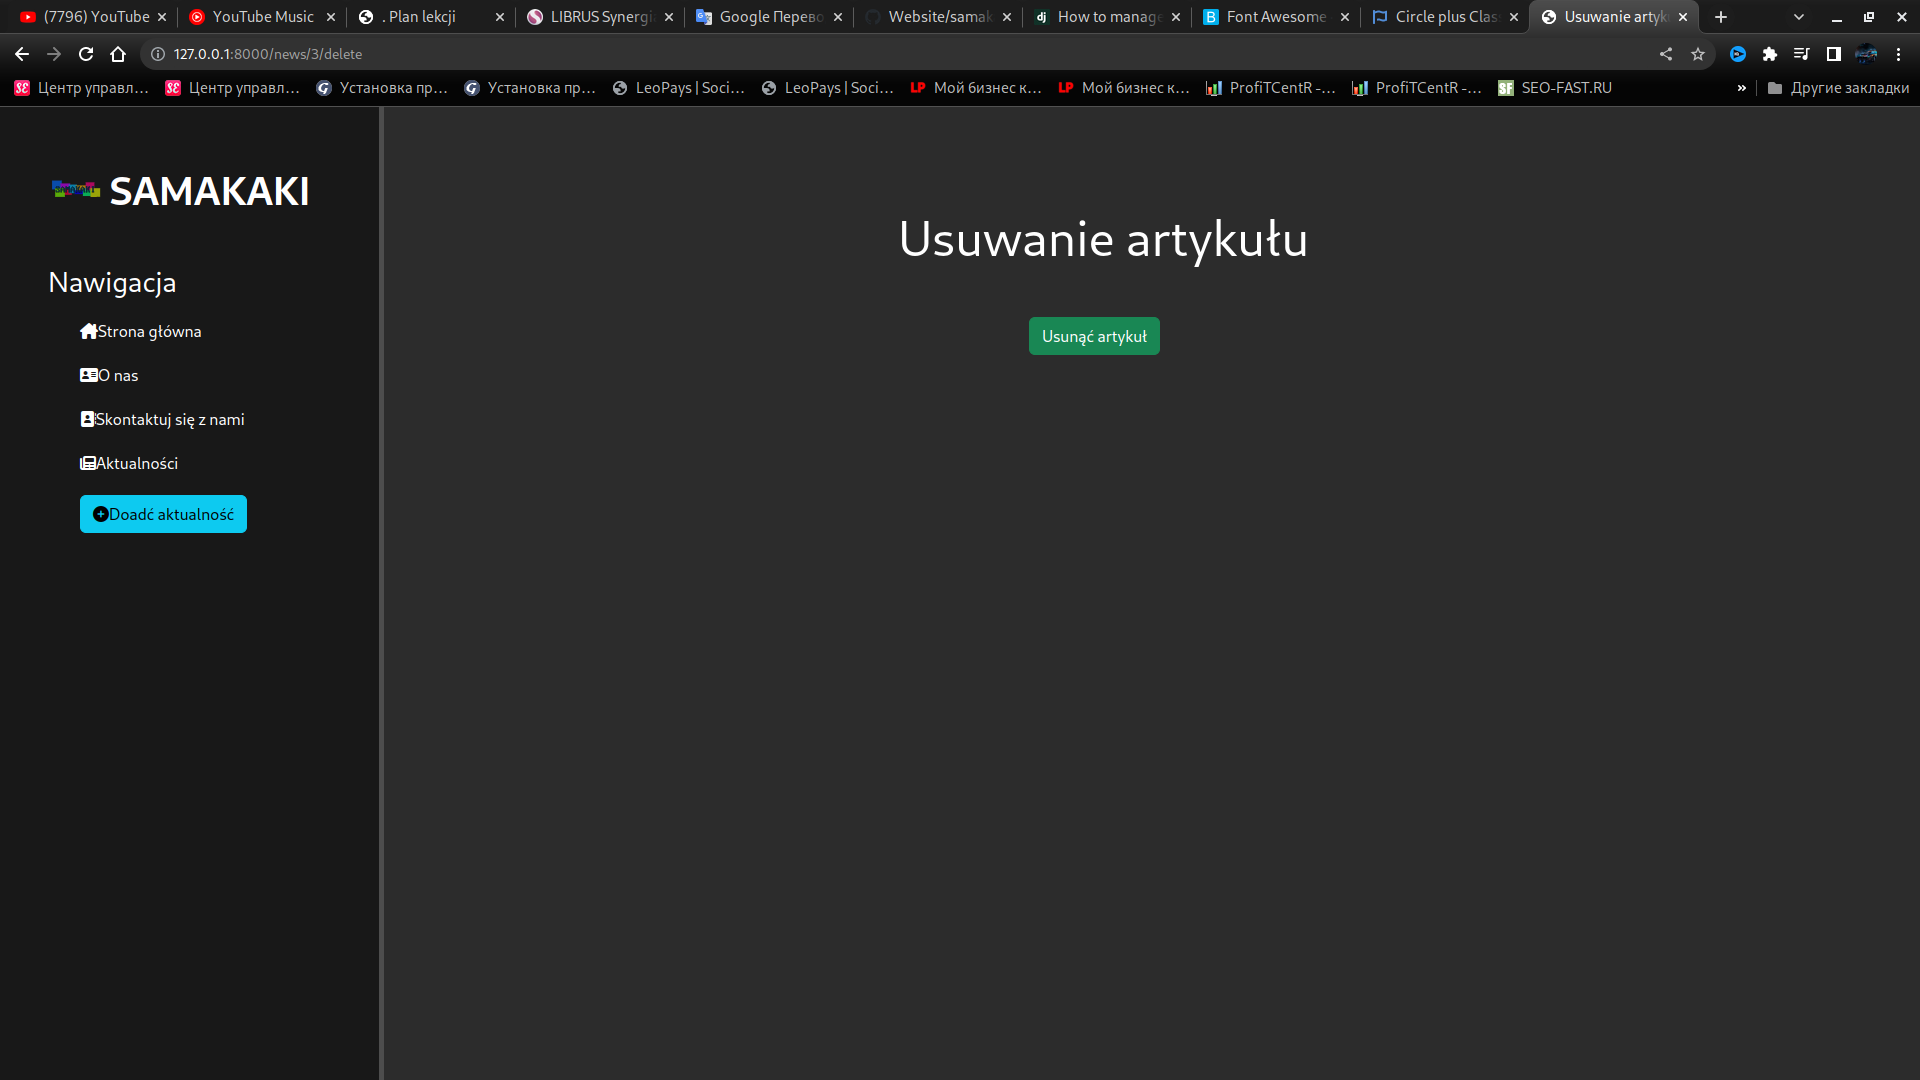 (7796) YouTube
YouTube Music
. Plan lekcji
LIBRUS Synergia
Google Перево
Website/samak
How to manage
Font Awesome
Circle plus Clas
Usuwanie artyk
127.0.0.1:8000/news/3/delete
Центр управл...
Центр управл...
Установка пр...
Установка пр...
LeoPays | Soci...
LeoPays | Soci...
Мой бизнес к...
Мой бизнес к...
ProfiTCentR -...
ProfiTCentR -...
SEO-FAST.RU
»
Другие закладки
SAMAKAKI
Nawigacja
Strona główna
O nas
Skontaktuj się z nami
Aktualności
Doadć aktualność
Usuwanie artykułu
Usunąć artykuł